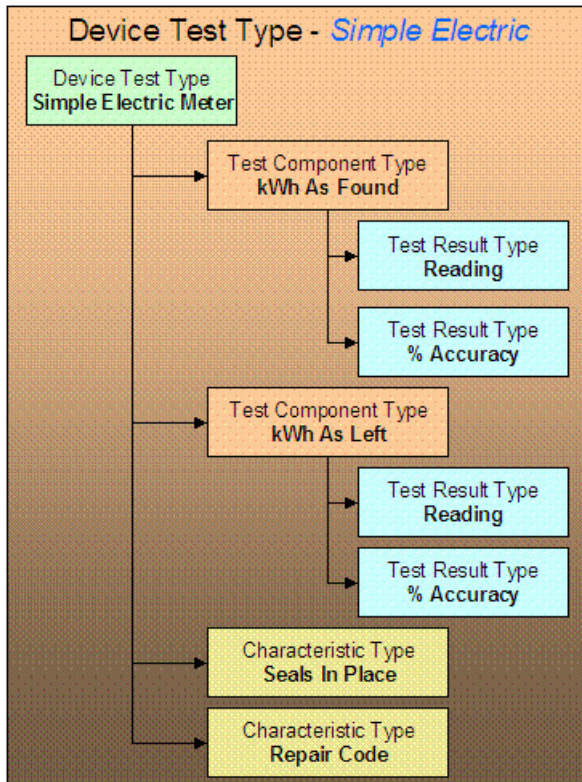 Device Test Type - Simple Electric
Device Test Type
Simple Electric Meter
Test Component Type
kWh As Found
Test Result Type
Reading
Test Result Type
% Accuracy
Test Component Type
kWh As Left
Test Result Type
Reading
Test Result Type
% Accuracy
Characteristic Type
Seals In Place
Characteristic Type
Repair Code